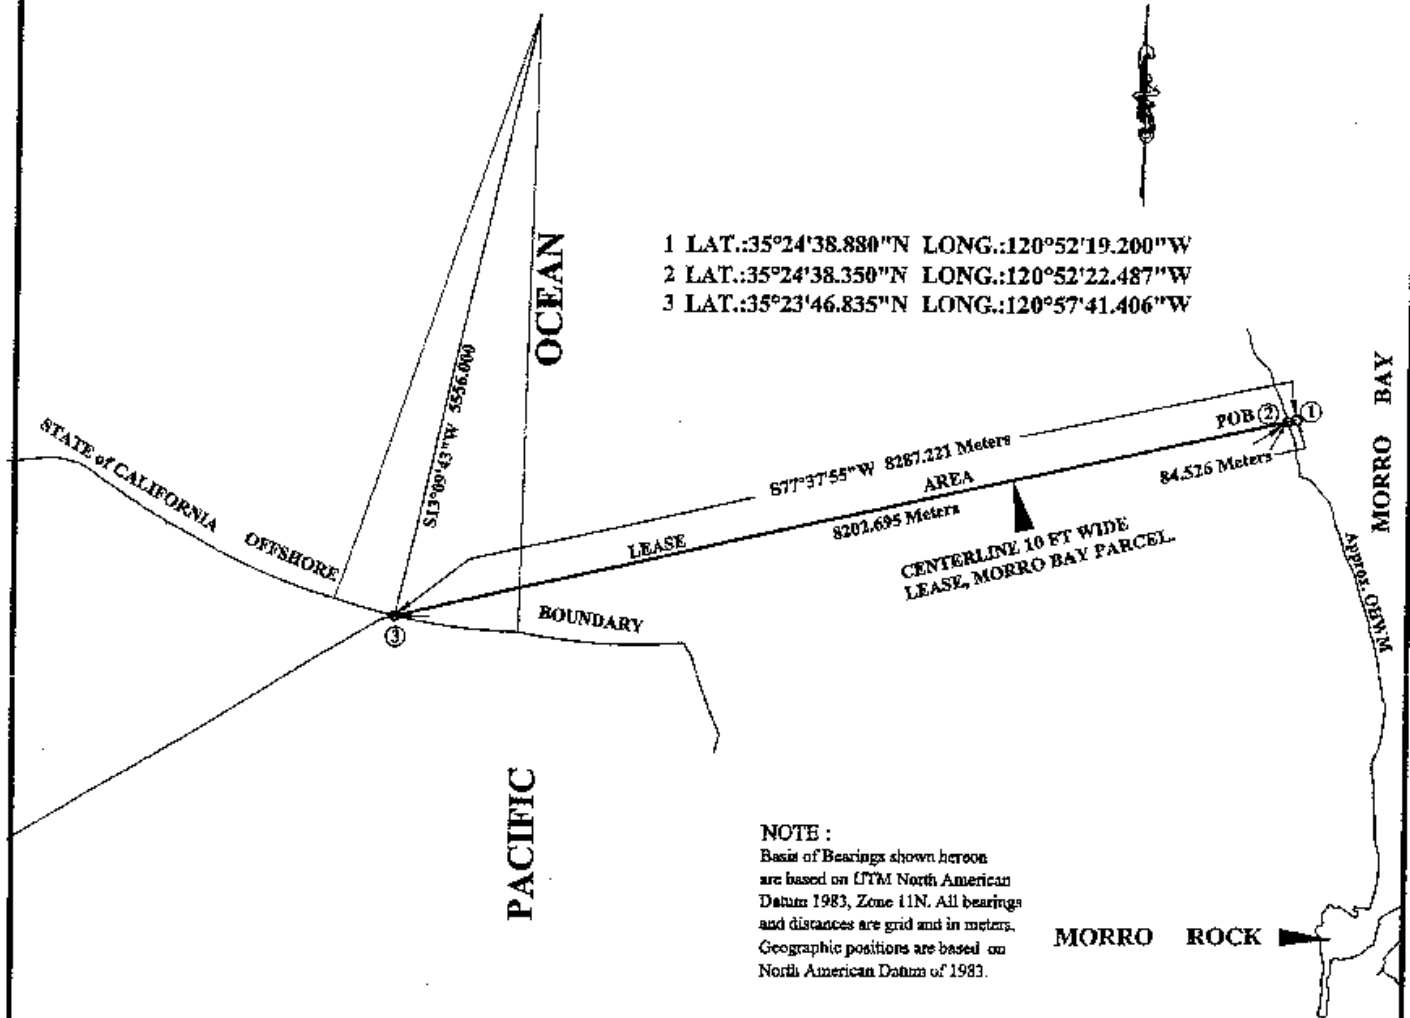 1 LAT.:35°24'38.880"N LONG.:120°52'19.200"W
2 LAT.:35°24'38.350"N LONG.:120°52'22.487"W
3 LAT.:35°23'46.835"N LONG.:120°57'41.406"W
PACIFIC OCEAN
MORRO BAY
STATE of CALIFORNIA OFFSHORE BOUNDARY
S13°09'43"W 5556.000
S77°37'55"W 8287.221 Meters
POB ② ①
84.526 Meters
LEASE AREA
8202.695 Meters
CENTERLINE 10 FT WIDE
LEASE, MORRO BAY PARCEL.
③
Approx. OHWM
NOTE :
Basis of Bearings shown hereon
are based on UTM North American
Datum 1983, Zone 11N. All bearings
and distances are grid and in meters.
Geographic positions are based on
North American Datum of 1983.
MORRO ROCK